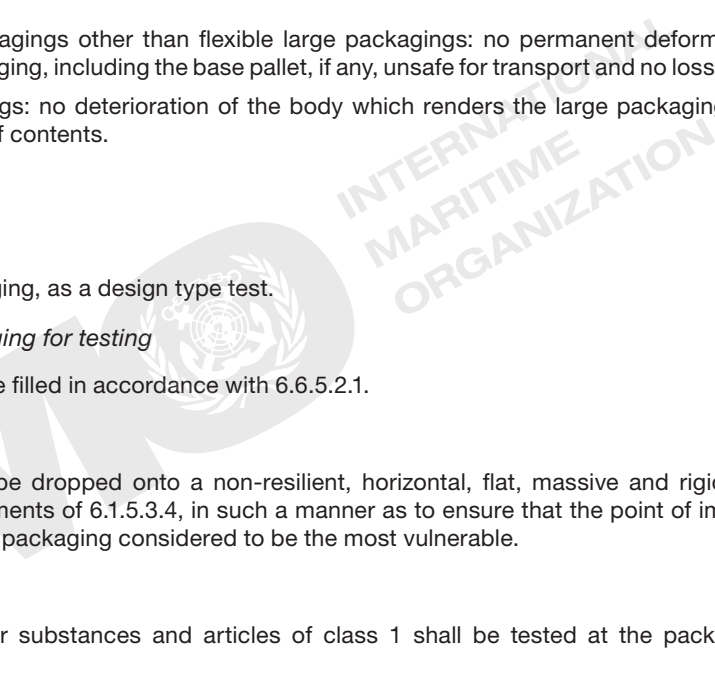 agings other than flexible large packagings: no permanent deform
ging, including the base pallet, if any, unsafe for transport and no loss
gs: no deterioration of the body which renders the large packaging
f contents.
INTERNATIONAL
MARITIME
ORGANIZATION
ging, as a design type test.
ging for testing
e filled in accordance with 6.6.5.2.1.
be dropped onto a non-resilient, horizontal, flat, massive and rigid
ments of 6.1.5.3.4, in such a manner as to ensure that the point of im
packaging considered to be the most vulnerable.
r substances and articles of class 1 shall be tested at the pack